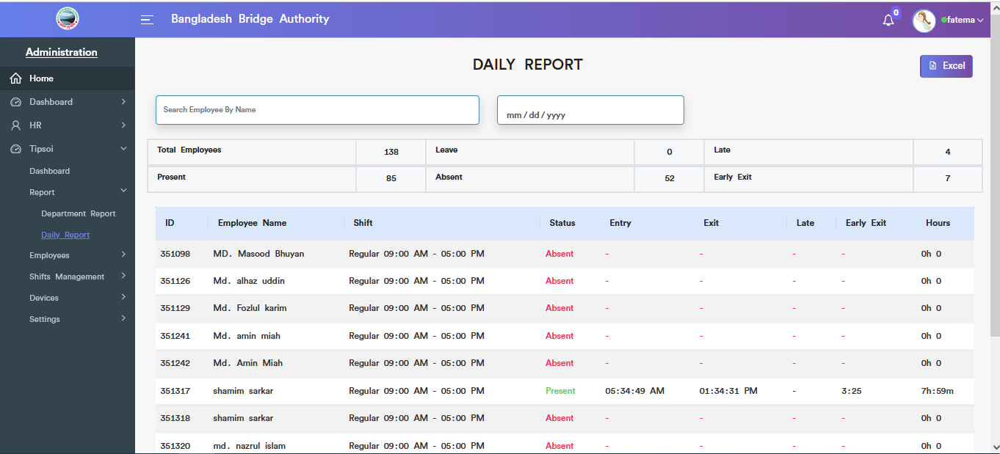 Bangladesh Bridge Authority
0
fatema
Administration
Home
Dashboard
HR
Tipsoi
Dashboard
Report
Department Report
Daily Report
Employees
Shifts Management
Devices
Settings
DAILY REPORT
Excel
Search Employee By Name
mm / dd / yyyy
Total Employees 138 Leave 0 Late 4
Present 85 Absent 52 Early Exit 7
ID Employee Name Shift Status Entry Exit Late Early Exit Hours
351098 MD. Masood Bhuyan Regular 09:00 AM - 05:00 PM Absent - - - - 0h 0
351126 Md. alhaz uddin Regular 09:00 AM - 05:00 PM Absent - - - - 0h 0
351129 Md. Fozlul karim Regular 09:00 AM - 05:00 PM Absent - - - - 0h 0
351241 Md. amin miah Regular 09:00 AM - 05:00 PM Absent - - - - 0h 0
351242 Md. Amin Miah Regular 09:00 AM - 05:00 PM Absent - - - - 0h 0
351317 shamim sarkar Regular 09:00 AM - 05:00 PM Present 05:34:49 AM 01:34:31 PM - 3:25 7h:59m
351318 shamim sarkar Regular 09:00 AM - 05:00 PM Absent - - - - 0h 0
351320 md. nazrul islam Regular 09:00 AM - 05:00 PM Absent - - - - 0h 0